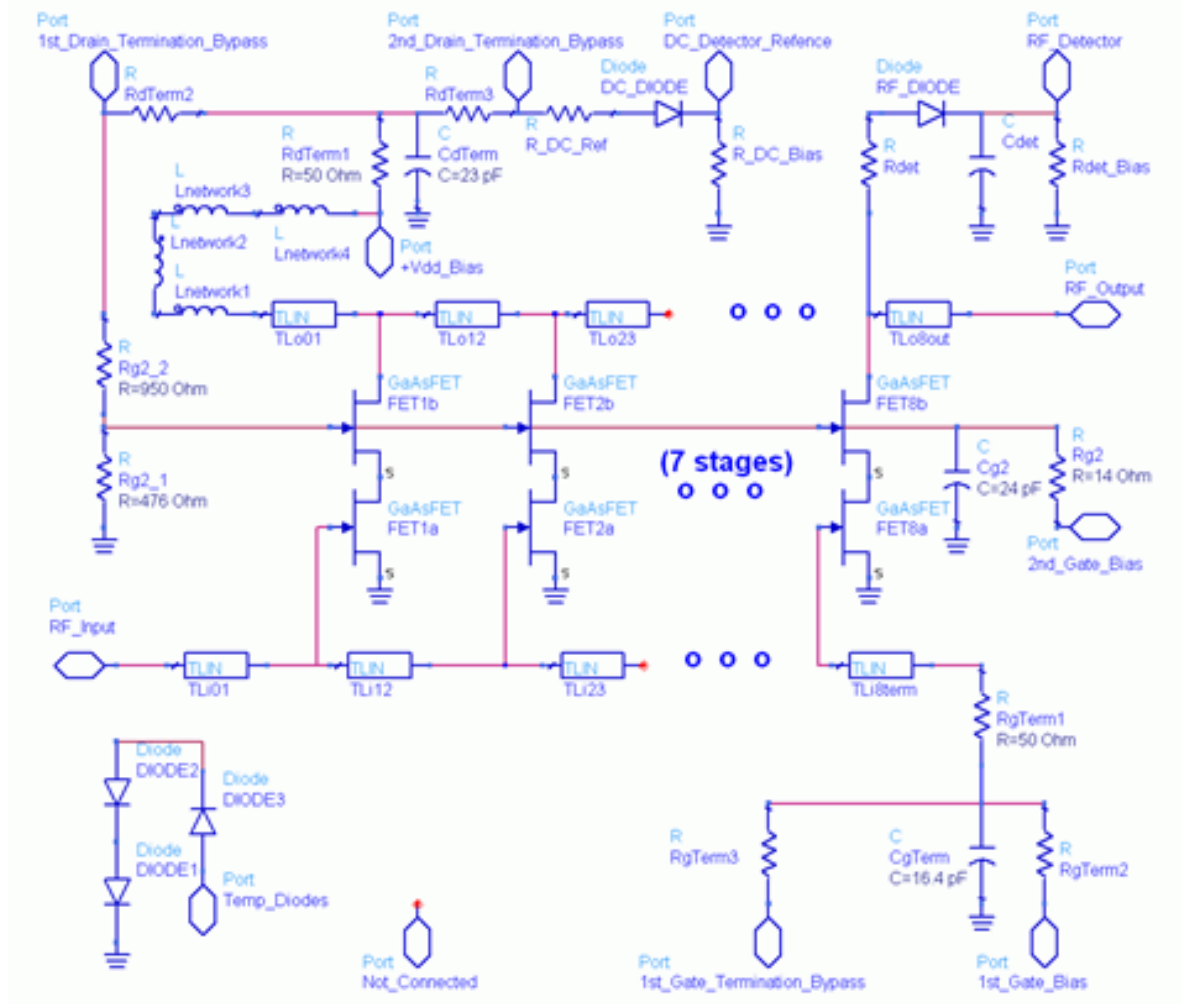 Port
1st_Drain_Termination_Bypass
Port
2nd_Drain_Termination_Bypass
Port
DC_Detector_Refence
Port
RF_Detector
R
RdTerm2
R
RdTerm3
Diode
DC_DIODE
Diode
RF_DIODE
R
RdTerm1
R=50 Ohm
C
CdTerm
C=23 pF
R
R_DC_Ref
R
R_DC_Bias
R
Rdet
C
Cdet
R
Rdet_Bias
L
Lnetwork3
L
Lnetwork2
L
Lnetwork4
L
Lnetwork1
Port
+Vdd_Bias
Port
RF_Output
TLIN
TLo01
TLIN
TLo12
TLIN
TLo23
TLIN
TLo8out
R
Rg2_2
R=950 Ohm
GaAsFET
FET1b
GaAsFET
FET2b
GaAsFET
FET8b
R
Rg2_1
R=476 Ohm
S
S
(7 stages)
S
C
Cg2
C=24 pF
R
Rg2
R=14 Ohm
GaAsFET
FET1a
GaAsFET
FET2a
GaAsFET
FET8a
S
S
S
Port
2nd_Gate_Bias
Port
RF_Input
TLIN
TLi01
TLIN
TLi12
TLIN
TLi23
TLIN
TLi8term
R
RgTerm1
R=50 Ohm
Diode
DIODE2
Diode
DIODE3
Diode
DIODE1
Port
Temp_Diodes
R
RgTerm3
C
CgTerm
C=16.4 pF
R
RgTerm2
Port
Not_Connected
Port
1st_Gate_Termination_Bypass
Port
1st_Gate_Bias